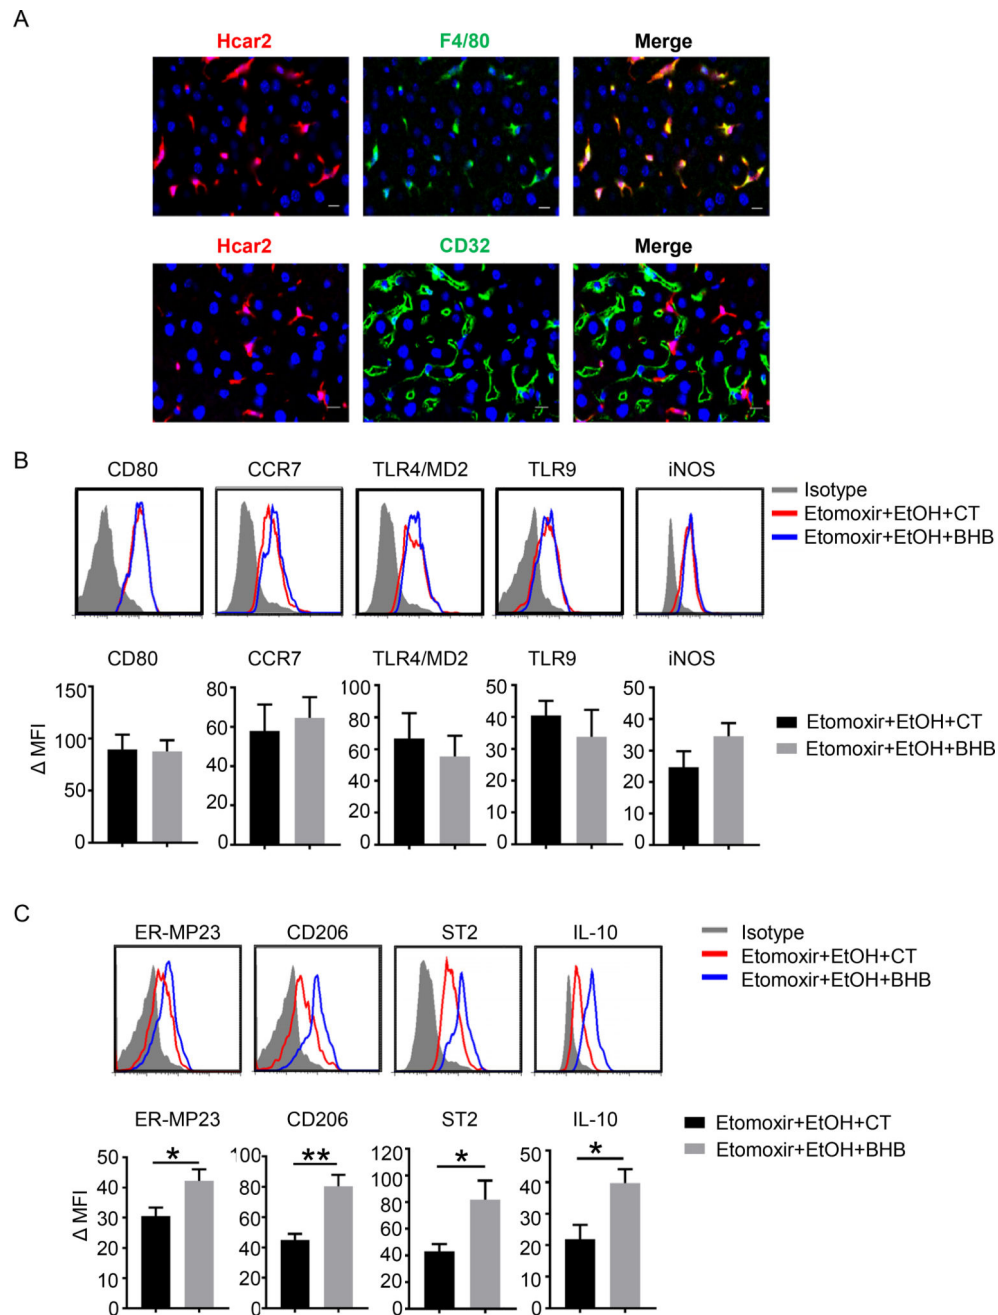 A
Hcar2 F4/80 Merge
Hcar2 CD32 Merge
B
CD80 CCR7 TLR4/MD2 TLR9 iNOS
Isotype
Etomoxir+EtOH+CT
Etomoxir+EtOH+BHB
CD80 CCR7 TLR4/MD2 TLR9 iNOS
Δ MFI
150 80 100 50 50
100 60 80 40 40
50 40 60 30 30
0 20 40 20 20
0 20 10 10
0 0 0
Etomoxir+EtOH+CT
Etomoxir+EtOH+BHB
C
ER-MP23 CD206 ST2 IL-10
Isotype
Etomoxir+EtOH+CT
Etomoxir+EtOH+BHB
ER-MP23 CD206 ST2 IL-10
Etomoxir+EtOH+CT
Etomoxir+EtOH+BHB
* ** * *
Δ MFI
50 100 120 50
40 80 100 40
30 60 80 30
20 40 60 20
10 20 40 10
0 0 20 0
0